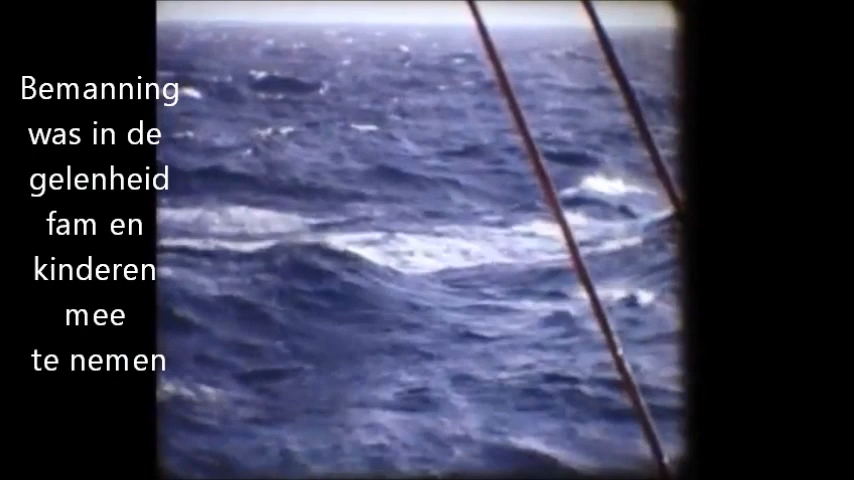 Bemanning
was in de
gelenheid
fam en
kinderen
mee
te nemen